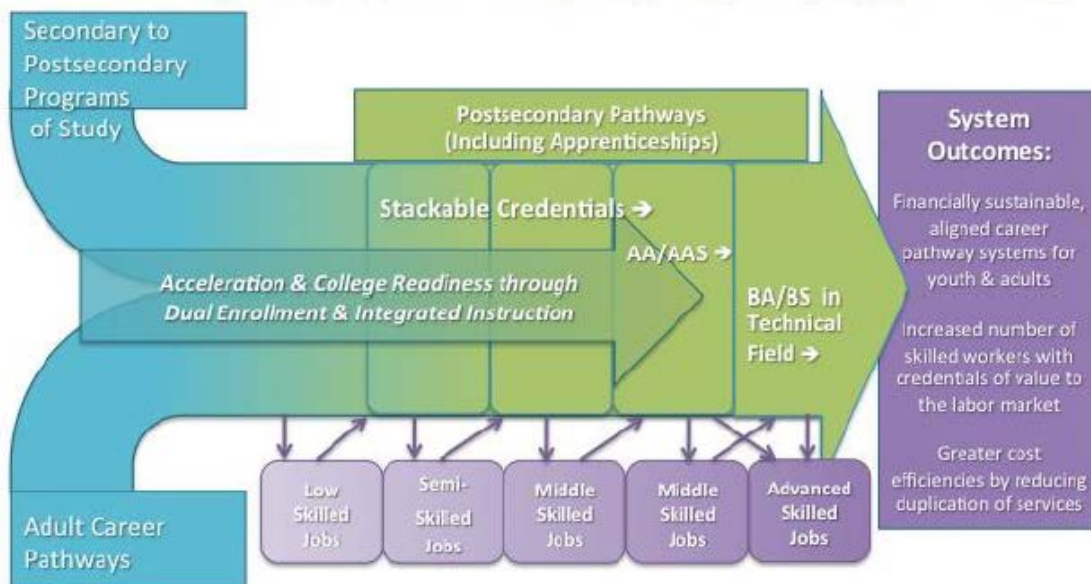 Secondary to
Postsecondary
Programs
of Study
Postsecondary Pathways
(Including Apprenticeships)
Stackable Credentials →
AA/AAS →
Acceleration & College Readiness through
Dual Enrollment & Integrated Instruction
BA/BS in
Technical
Field →
System
Outcomes:
Financially sustainable,
aligned career
pathway systems for
youth & adults
Increased number of
skilled workers with
credentials of value to
the labor market
Greater cost
efficiencies by reducing
duplication of services
Low
Skilled
Jobs
Semi-
Skilled
Jobs
Middle
Skilled
Jobs
Middle
Skilled
Jobs
Advanced
Skilled
Jobs
Adult Career
Pathways